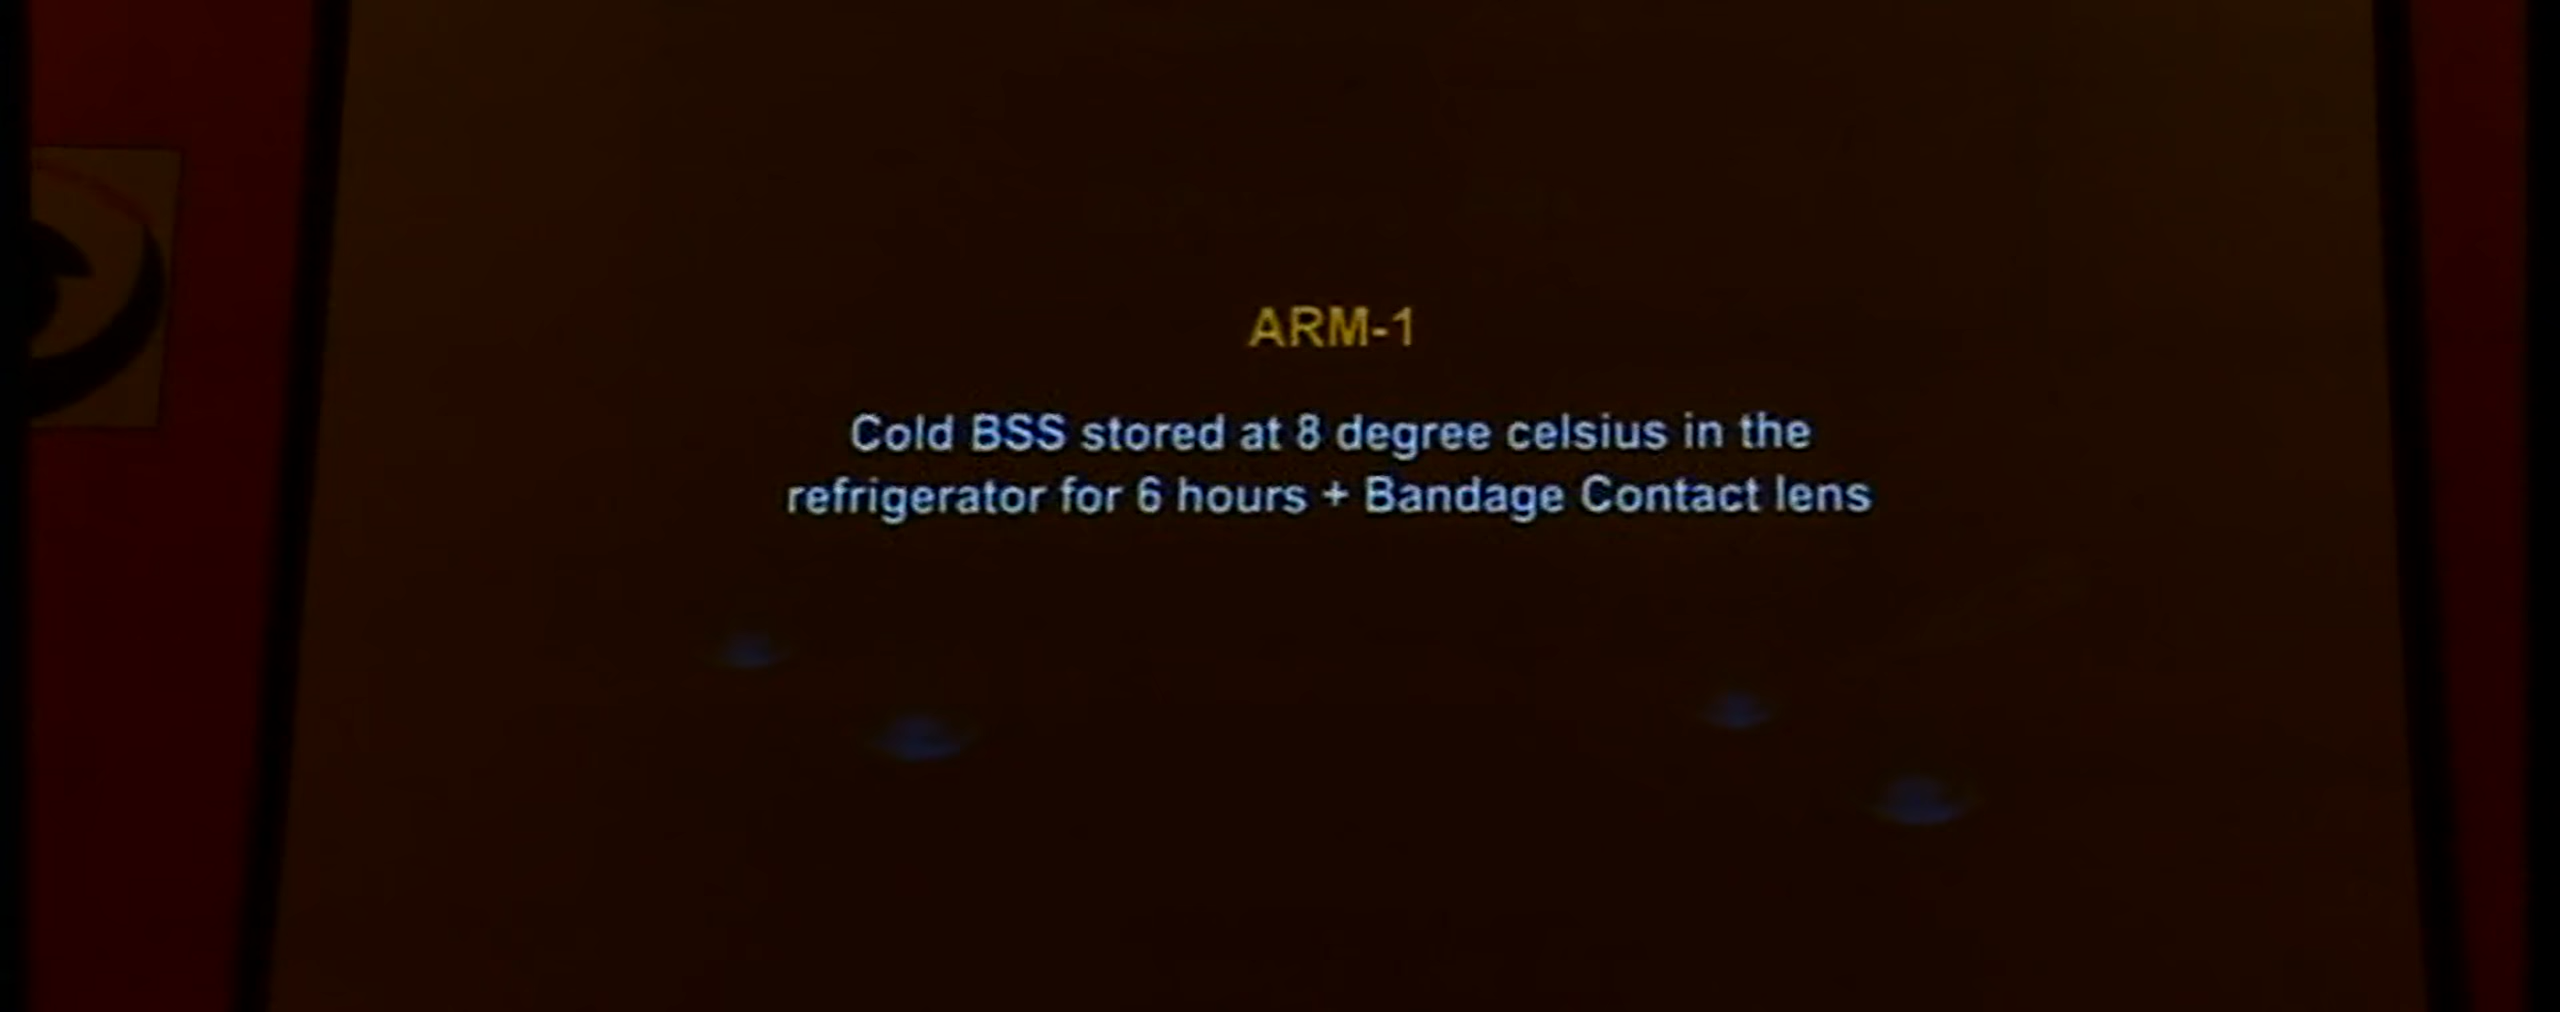 ARM-1
Cold BSS stored at 8 degree celsius in the
refrigerator for 6 hours + Bandage Contact lens